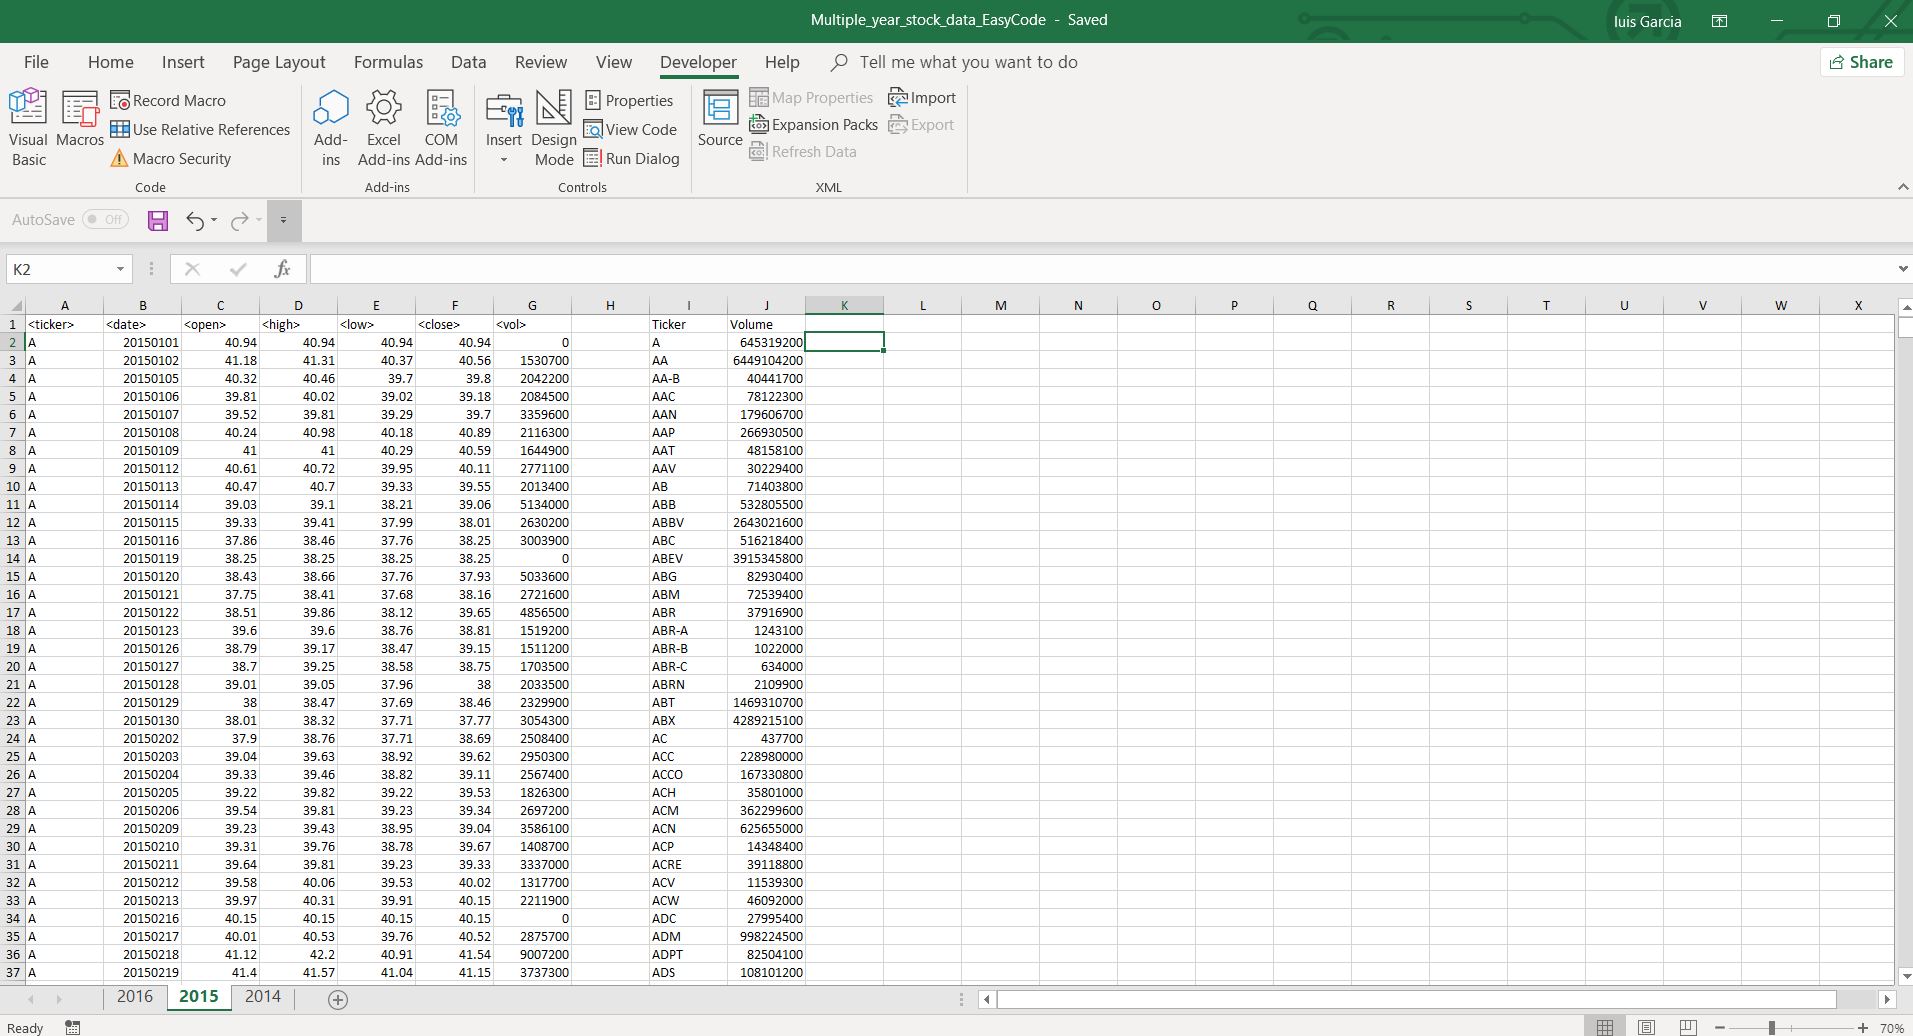 Multiple_year_stock_data_EasyCode - Saved
luis Garcia
File Home Insert Page Layout Formulas Data Review View Developer Help Tell me what you want to do Share
Visual Basic
Macros
Record Macro
Use Relative References
Macro Security
Code
Add-ins
Excel Add-ins
COM Add-ins
Add-ins
Insert
Design Mode
Properties
View Code
Run Dialog
Controls
Source
Map Properties
Expansion Packs
Refresh Data
Import
Export
XML
AutoSave Off
K2
fx
A B C D E F G H I J K L M N O P Q R S T U V W X
1 <ticker> <date> <open> <high> <low> <close> <vol> Ticker Volume
2 A 20150101 40.94 40.94 40.94 40.94 0 A 645319200
3 A 20150102 41.18 41.31 40.37 40.56 1530700 AA 6449104200
4 A 20150105 40.32 40.46 39.7 39.8 2042200 AA-B 40441700
5 A 20150106 39.81 40.02 39.02 39.18 2084500 AAC 78122300
6 A 20150107 39.52 39.81 39.29 39.7 3359600 AAN 179606700
7 A 20150108 40.24 40.98 40.18 40.89 2116300 AAP 266930500
8 A 20150109 41 41 40.29 40.59 1644900 AAT 48158100
9 A 20150112 40.61 40.72 39.95 40.11 2771100 AAV 30229400
10 A 20150113 40.47 40.7 39.33 39.55 2013400 AB 71403800
11 A 20150114 39.03 39.1 38.21 39.06 5134000 ABB 532805500
12 A 20150115 39.33 39.41 37.99 38.01 2630200 ABBV 2643021600
13 A 20150116 37.86 38.46 37.76 38.25 3003900 ABC 516218400
14 A 20150119 38.25 38.25 38.25 38.25 0 ABEV 3915345800
15 A 20150120 38.43 38.66 37.76 37.93 5033600 ABG 82930400
16 A 20150121 37.75 38.41 37.68 38.16 2721600 ABM 72539400
17 A 20150122 38.51 39.86 38.12 39.65 4856500 ABR 37916900
18 A 20150123 39.6 39.6 38.76 38.81 1519200 ABR-A 1243100
19 A 20150126 38.79 39.17 38.47 39.15 1511200 ABR-B 1022000
20 A 20150127 38.7 39.25 38.58 38.75 1703500 ABR-C 634000
21 A 20150128 39.01 39.05 37.96 38 2033500 ABRN 2109900
22 A 20150129 38 38.47 37.69 38.46 2329900 ABT 1469310700
23 A 20150130 38.01 38.32 37.71 37.77 3054300 ABX 4289215100
24 A 20150202 37.9 38.76 37.71 38.69 2508400 AC 437700
25 A 20150203 39.04 39.63 38.92 39.62 2950300 ACC 228980000
26 A 20150204 39.33 39.46 38.82 39.11 2567400 ACCO 167330800
27 A 20150205 39.22 39.82 39.22 39.53 1826300 ACH 35801000
28 A 20150206 39.54 39.81 39.23 39.34 2697200 ACM 362299600
29 A 20150209 39.23 39.43 38.95 39.04 3586100 ACN 625655000
30 A 20150210 39.31 39.76 38.78 39.67 1408700 ACP 14348400
31 A 20150211 39.64 39.81 39.23 39.33 3337000 ACRE 39118800
32 A 20150212 39.58 40.06 39.53 40.02 1317700 ACV 11539300
33 A 20150213 39.97 40.31 39.91 40.15 2211900 ACW 46092000
34 A 20150216 40.15 40.15 40.15 40.15 0 ADC 27995400
35 A 20150217 40.01 40.53 39.76 40.52 2875700 ADM 998224500
36 A 20150218 41.12 42.2 40.91 41.54 9007200 ADPT 82504100
37 A 20150219 41.4 41.57 41.04 41.15 3737300 ADS 108101200
2016 2015 2014
Ready 70%